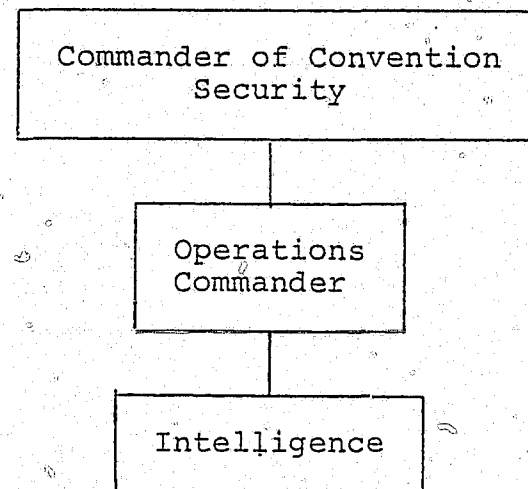 Commander of Convention
Security
Operations
Commander
Intelligence